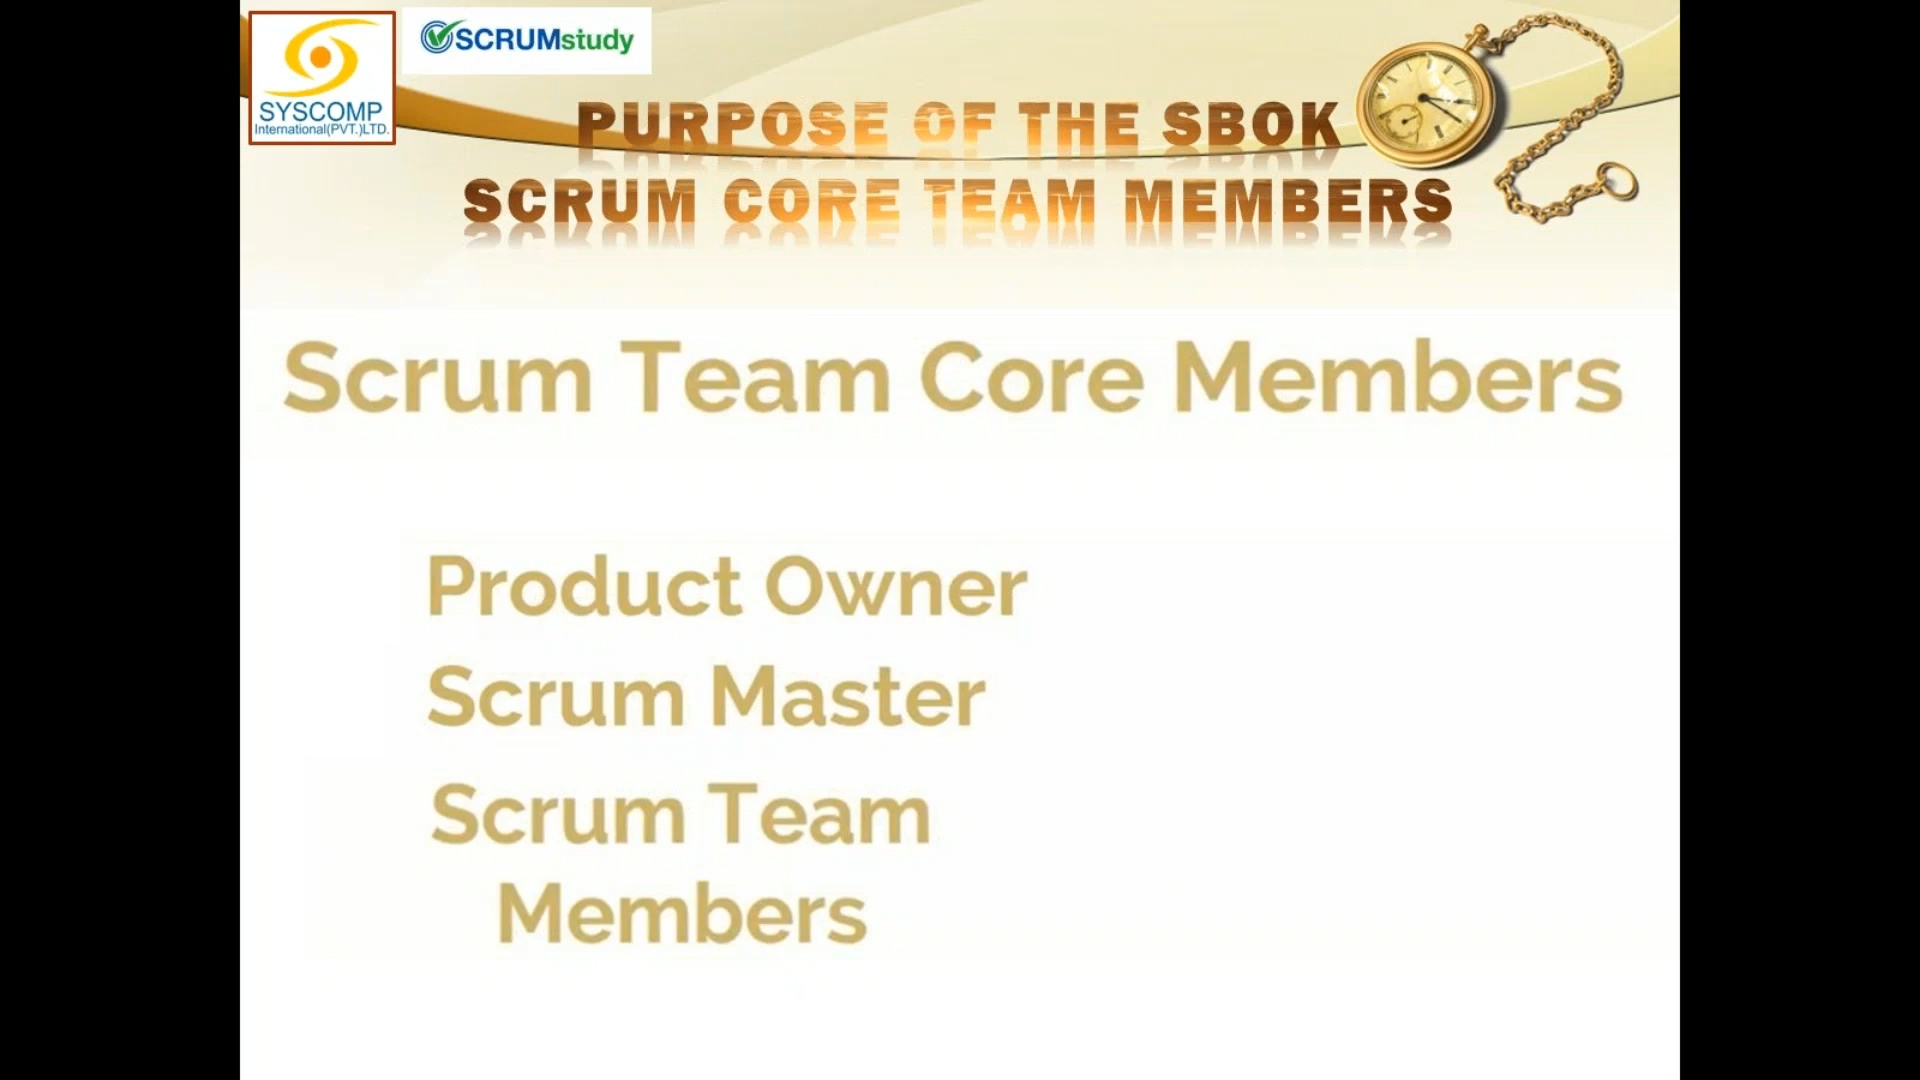 SYSCOMP
International(PVT.)LTD.
SCRUMstudy
PURPOSE OF THE SBOK
SCRUM CORE TEAM MEMBERS
Scrum Team Core Members
Product Owner
Scrum Master
Scrum Team
Members